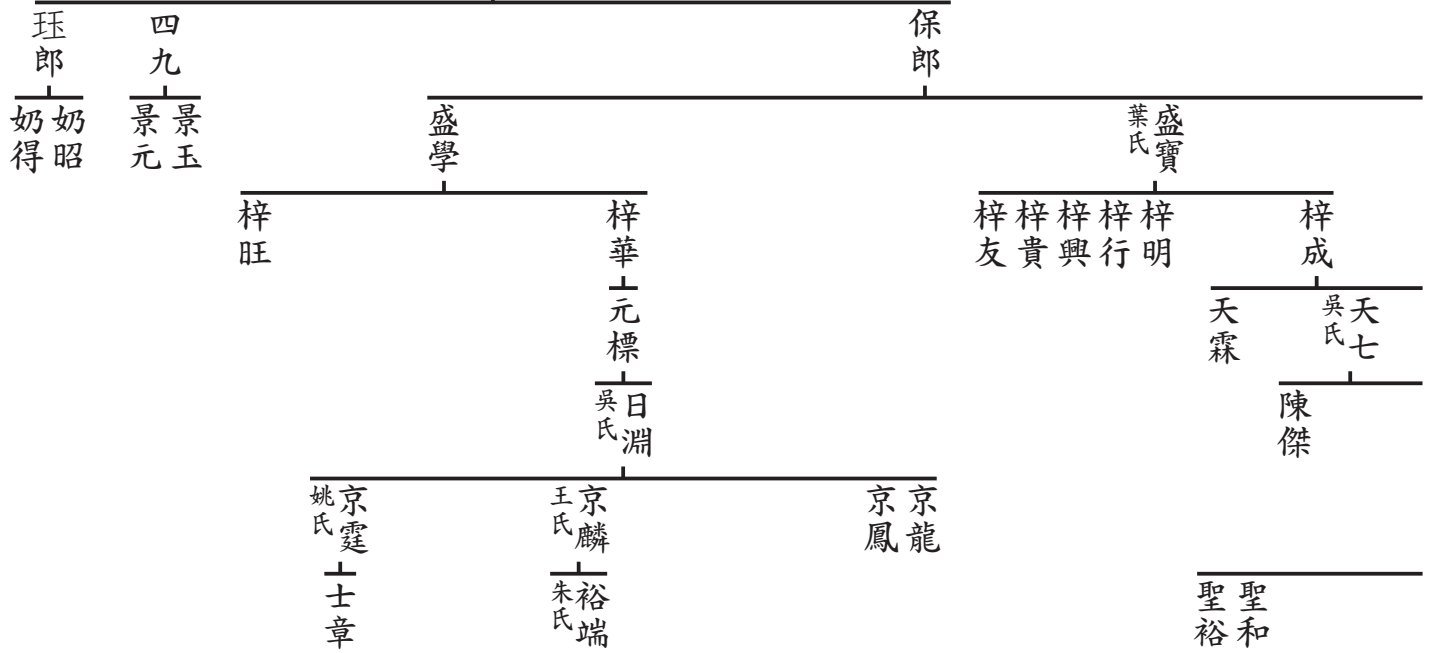 保郎
四九
珏郎
盛寶
葉氏
盛學
景玉
景元
奶昭
奶得
梓成
梓明
梓行
梓興
梓貴
梓友
梓華
梓旺
天七
吳氏
天霖
元標
陳傑
日淵
吳氏
京龍
京鳳
京麟
王氏
京霆
姚氏
聖和
聖裕
裕端
朱氏
士章